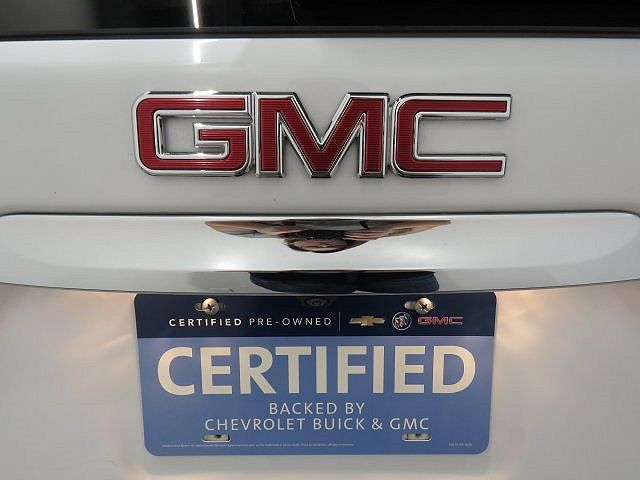 GMC
CERTIFIED PRE-OWNED GMC
CERTIFIED
BACKED BY
CHEVROLET BUICK & GMC